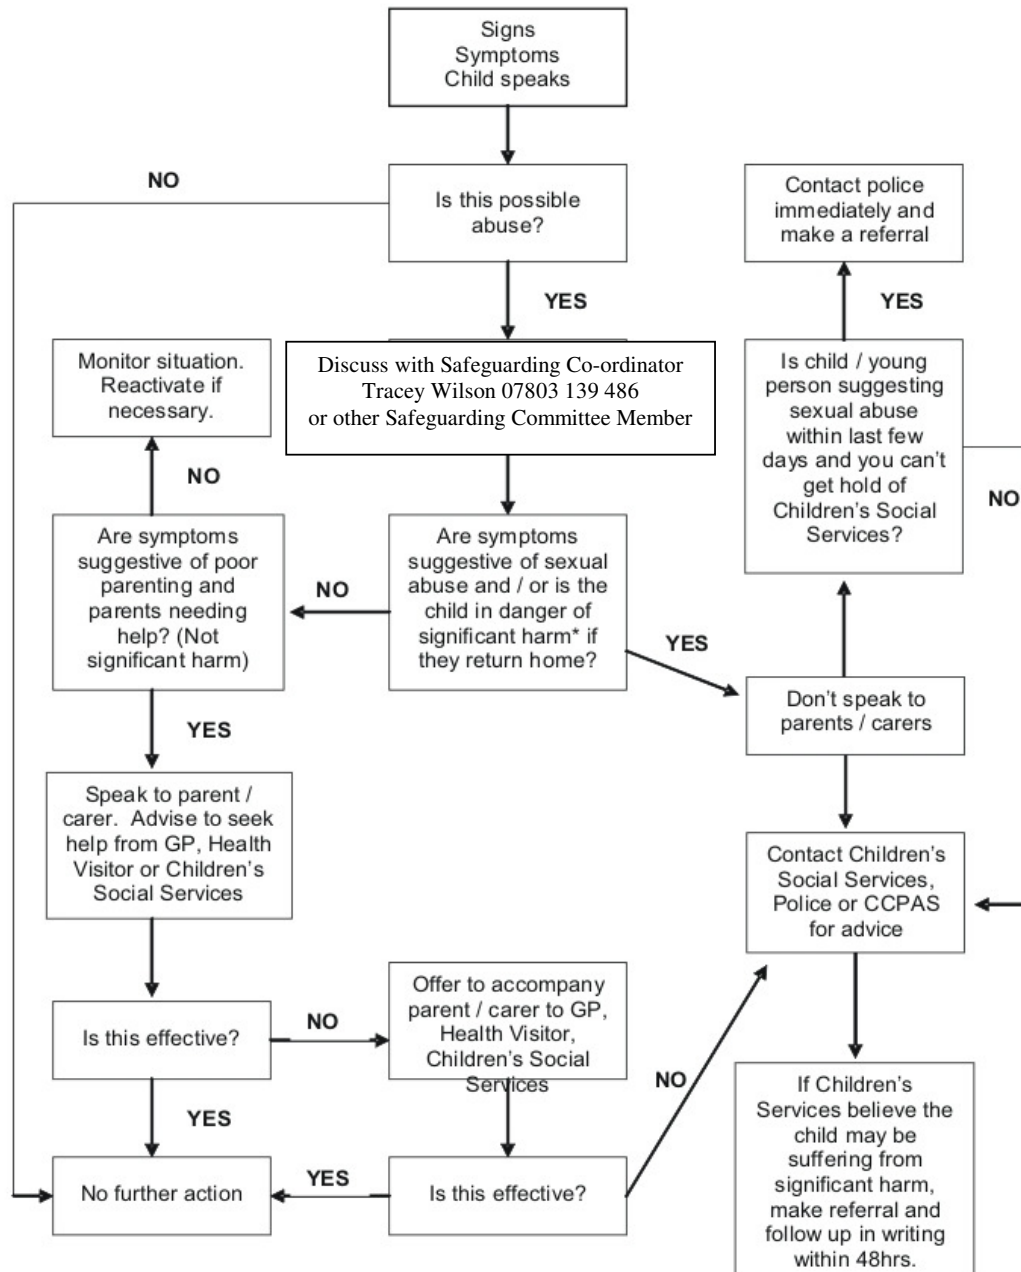 Signs
Symptoms
Child speaks
NO
Is this possible
abuse?
YES
Contact police
immediately and
make a referral
YES
Monitor situation.
Reactivate if
necessary.
Discuss with Safeguarding Co-ordinator
Tracey Wilson 07803 139 486
or other Safeguarding Committee Member
Is child / young
person suggesting
sexual abuse
within last few
days and you can't
get hold of
Children's Social
Services?
NO
NO
Are symptoms
suggestive of poor
parenting and
parents needing
help? (Not
significant harm)
NO
Are symptoms
suggestive of sexual
abuse and / or is the
child in danger of
significant harm* if
they return home?
YES
Don't speak to
parents / carers
YES
Speak to parent /
carer. Advise to seek
help from GP, Health
Visitor or Children's
Social Services
Contact Children's
Social Services,
Police or CCPAS
for advice
Is this effective?
NO
Offer to accompany
parent / carer to GP,
Health Visitor,
Children's Social
Services
NO
YES
No further action
YES
Is this effective?
If Children's
Services believe the
child may be
suffering from
significant harm,
make referral and
follow up in writing
within 48hrs.